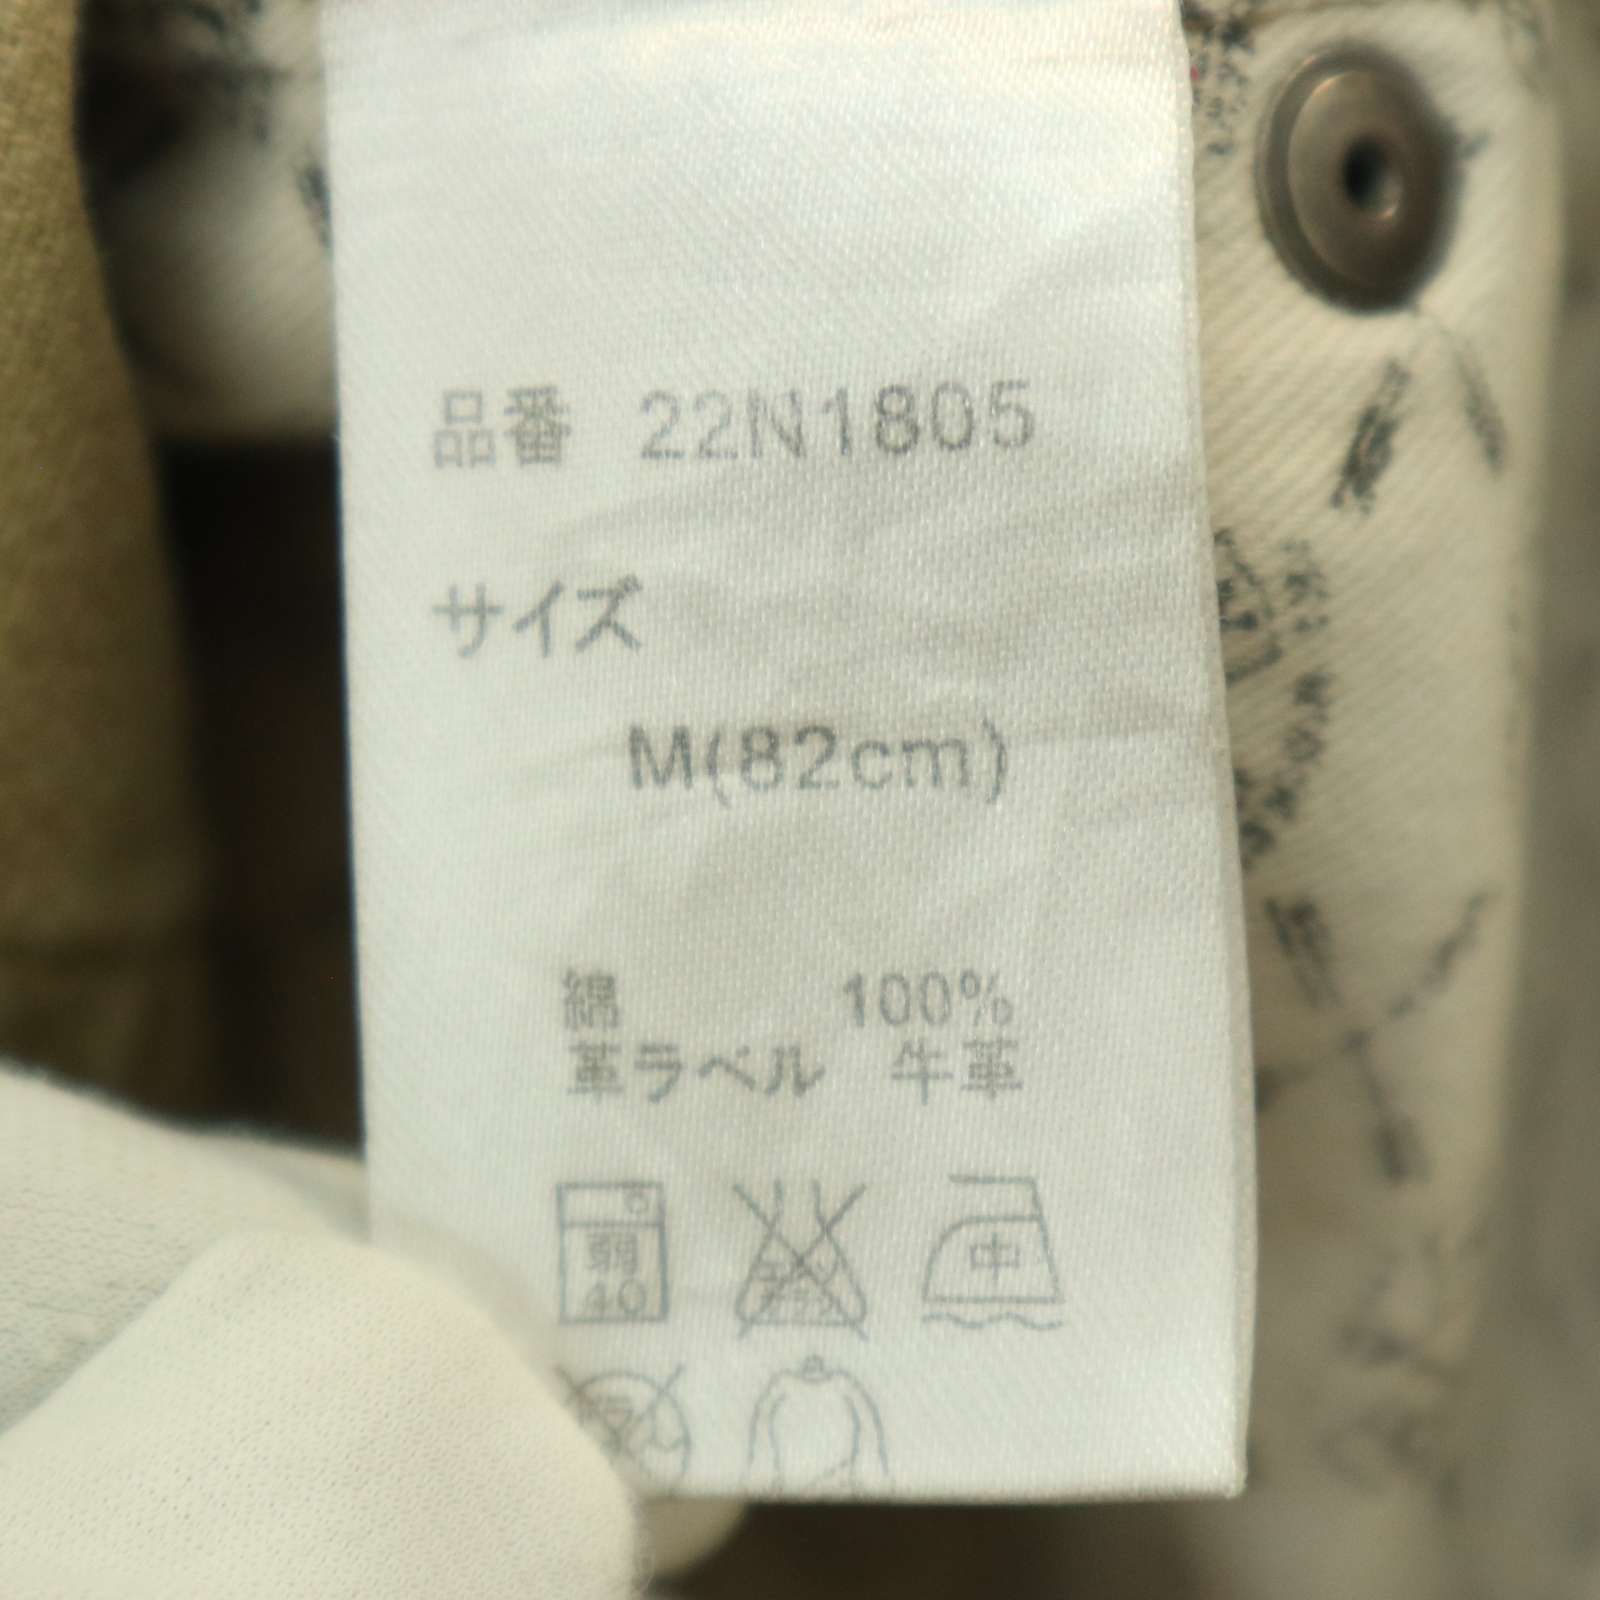 品番 22N1805
サイズ
M(82cm)
綿 100%
革ラベル 牛革
弱
40
中